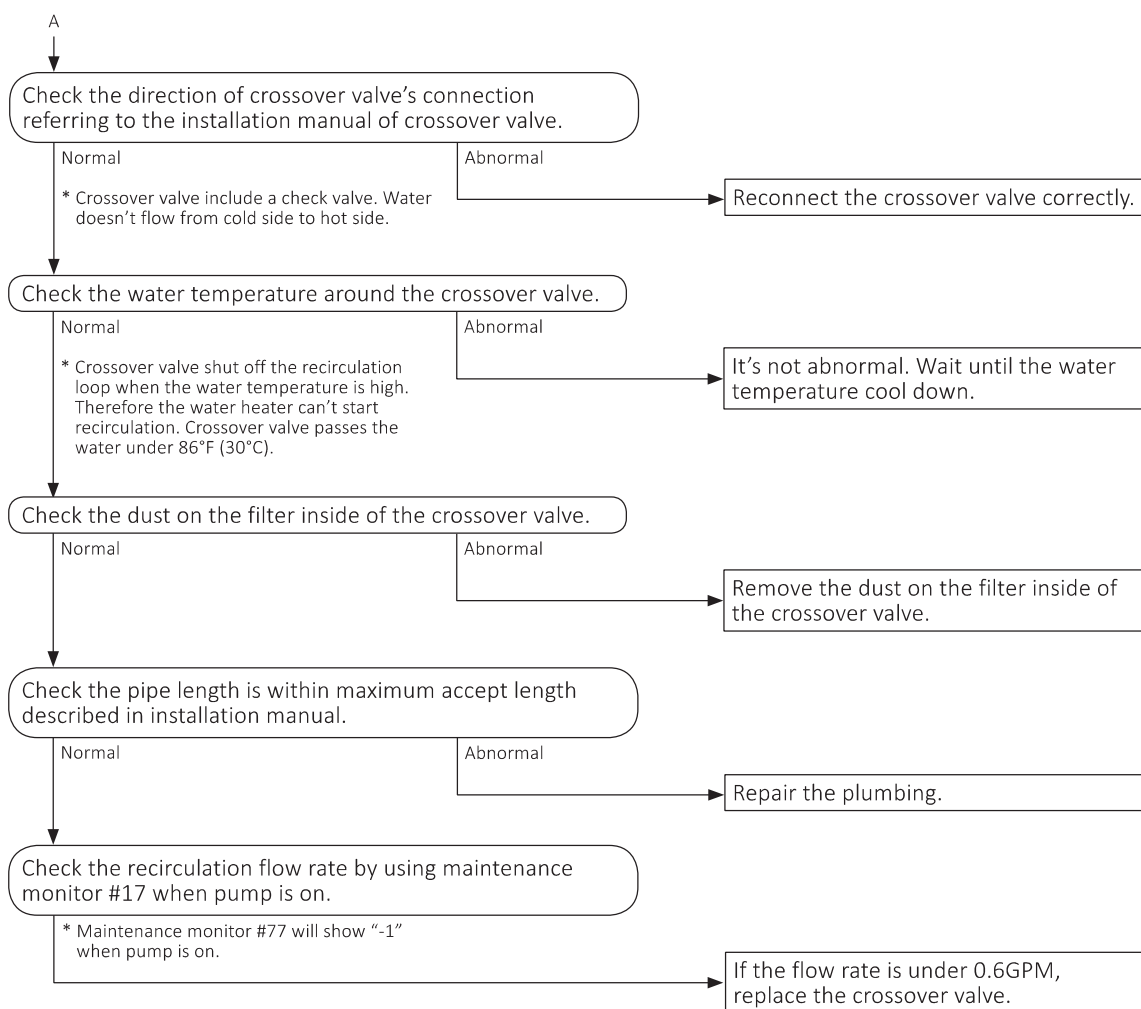 A
Check the direction of crossover valve's connection
referring to the installation manual of crossover valve.
Normal
Abnormal
* Crossover valve include a check valve. Water
doesn't flow from cold side to hot side.
Reconnect the crossover valve correctly.
Check the water temperature around the crossover valve.
Normal
Abnormal
* Crossover valve shut off the recirculation
loop when the water temperature is high.
Therefore the water heater can't start
recirculation. Crossover valve passes the
water under 86°F (30°C).
It's not abnormal. Wait until the water
temperature cool down.
Check the dust on the filter inside of the crossover valve.
Normal
Abnormal
Remove the dust on the filter inside of
the crossover valve.
Check the pipe length is within maximum accept length
described in installation manual.
Normal
Abnormal
Repair the plumbing.
Check the recirculation flow rate by using maintenance
monitor #17 when pump is on.
* Maintenance monitor #77 will show "-1"
when pump is on.
If the flow rate is under 0.6GPM,
replace the crossover valve.